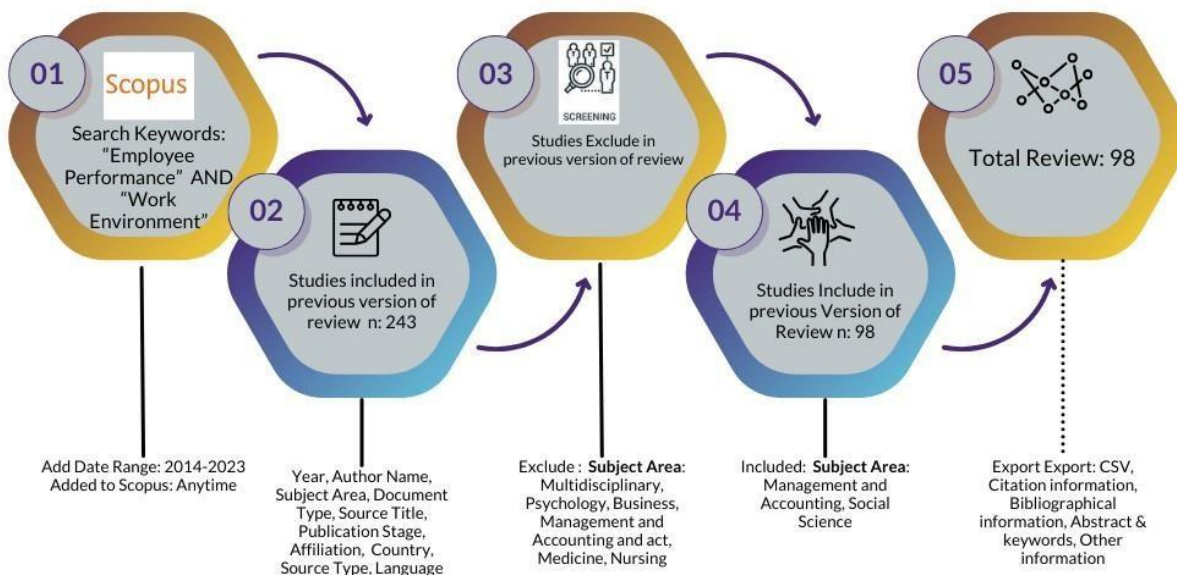 01
Scopus
Search Keywords:
“Employee
Performance” AND
“Work
Environment”
Add Date Range: 2014-2023
Added to Scopus: Anytime
02
Studies included in
previous version of
review n: 243
Year, Author Name,
Subject Area, Document
Type, Source Title,
Publication Stage,
Affiliation, Country,
Source Type, Language
03
SCREENING
Studies Exclude in
previous version of review
Exclude : Subject Area:
Multidisciplinary,
Psychology, Business,
Management and
Accounting and act,
Medicine, Nursing
04
Studies Include in
previous Version of
Review n: 98
Included: Subject Area:
Management and
Accounting, Social
Science
05
Total Review: 98
Export Export: CSV,
Citation information,
Bibliographical
information, Abstract &
keywords, Other
information